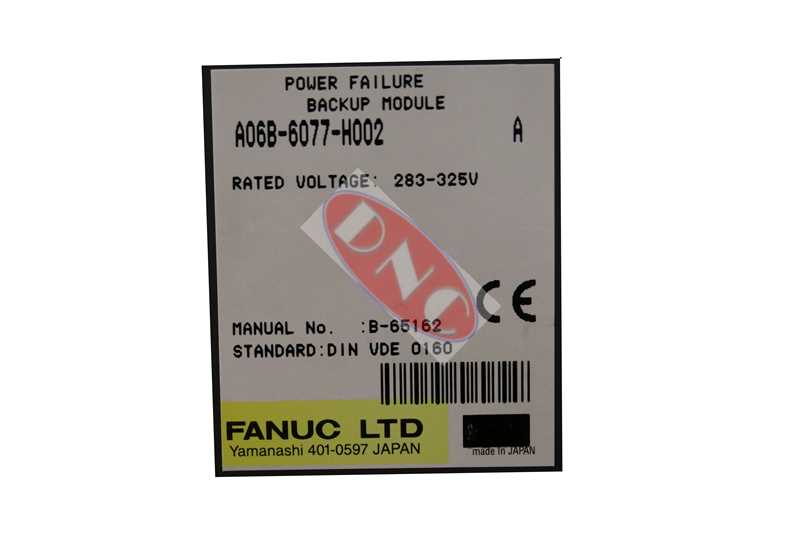 POWER FAILURE
BACKUP MODULE
A06B-6077-H002 A
RATED VOLTAGE: 283-325V
DNC
CE
MANUAL No. :B-65162
STANDARD:DIN VDE 0160
FANUC LTD
Yamanashi 401-0597 JAPAN
made in JAPAN